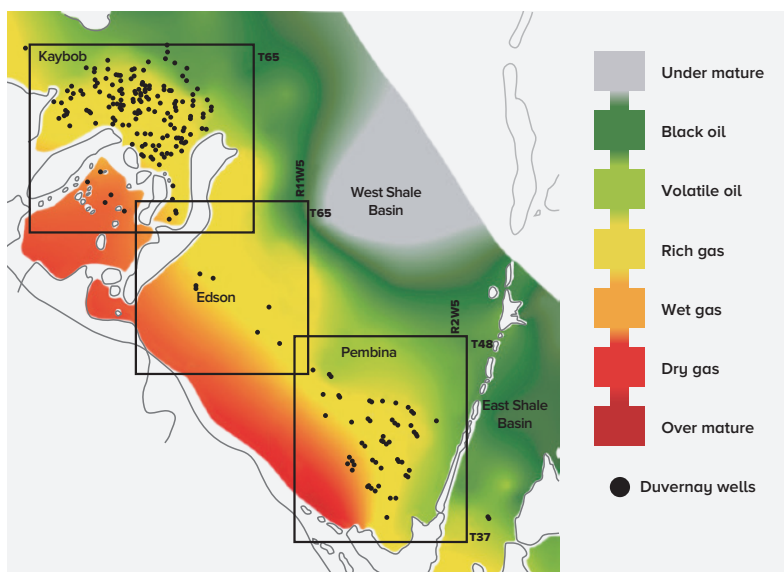 Kaybob
T65
R11W5
West Shale
Basin
T65
Edson
R2W5
T48
Pembina
East Shale
Basin
T37
Under mature
Black oil
Volatile oil
Rich gas
Wet gas
Dry gas
Over mature
Duvernay wells